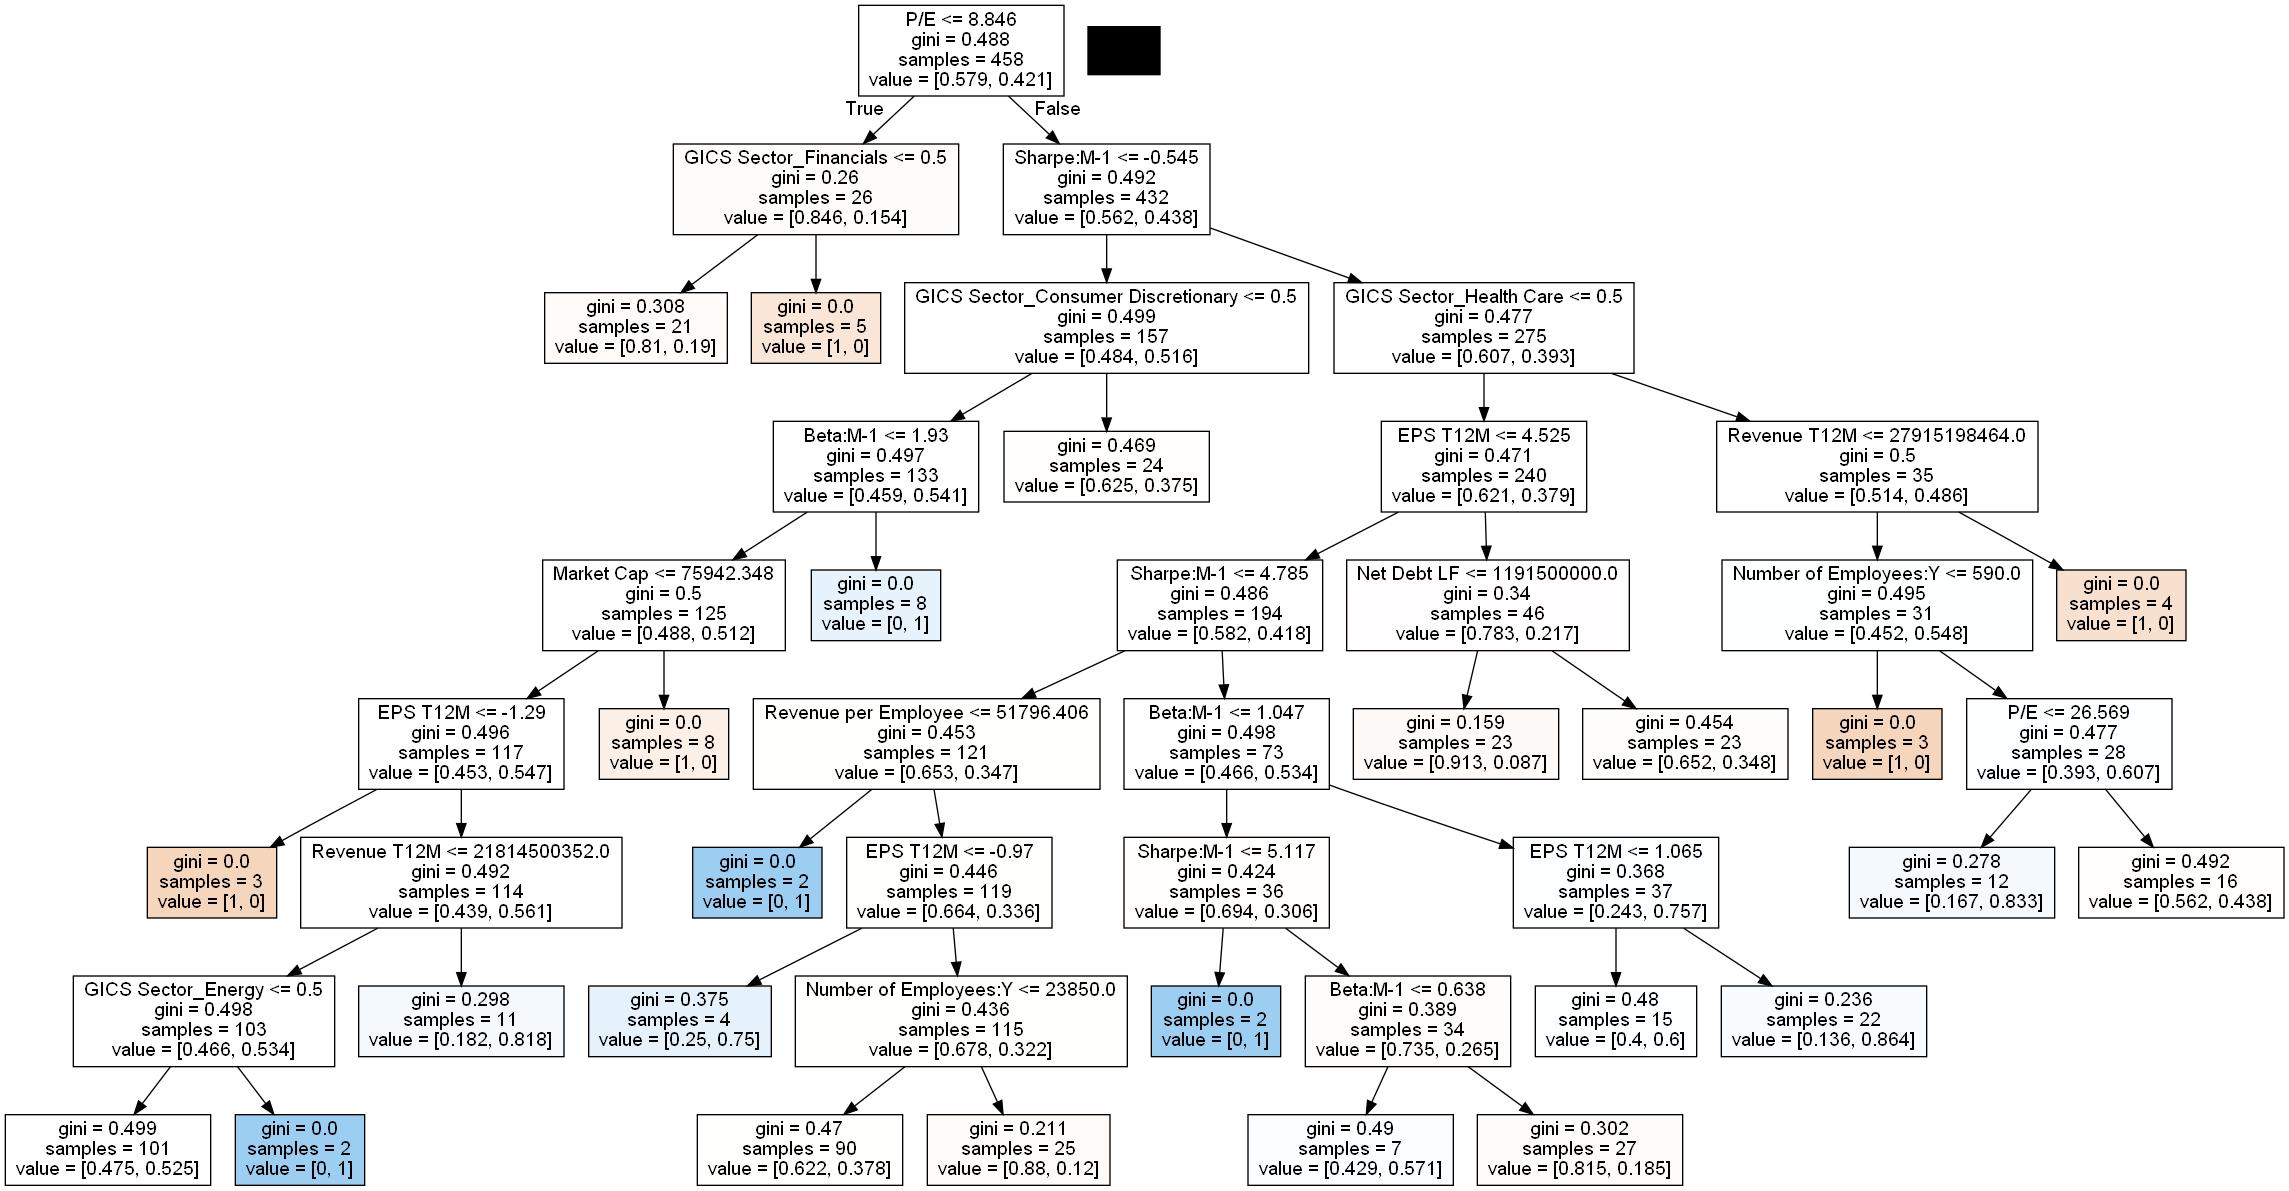 P/E <= 8.846
gini = 0.488
samples = 458
value = [0.579, 0.421]
True
False
GICS Sector_Financials <= 0.5
gini = 0.26
samples = 26
value = [0.846, 0.154]
Sharpe:M-1 <= -0.545
gini = 0.492
samples = 432
value = [0.562, 0.438]
gini = 0.308
samples = 21
value = [0.81, 0.19]
gini = 0.0
samples = 5
value = [1, 0]
GICS Sector_Consumer Discretionary <= 0.5
gini = 0.499
samples = 157
value = [0.484, 0.516]
GICS Sector_Health Care <= 0.5
gini = 0.477
samples = 275
value = [0.607, 0.393]
Beta:M-1 <= 1.93
gini = 0.497
samples = 133
value = [0.459, 0.541]
gini = 0.469
samples = 24
value = [0.625, 0.375]
EPS T12M <= 4.525
gini = 0.471
samples = 240
value = [0.621, 0.379]
Revenue T12M <= 27915198464.0
gini = 0.5
samples = 35
value = [0.514, 0.486]
Market Cap <= 75942.348
gini = 0.5
samples = 125
value = [0.488, 0.512]
gini = 0.0
samples = 8
value = [0, 1]
Sharpe:M-1 <= 4.785
gini = 0.486
samples = 194
value = [0.582, 0.418]
Net Debt LF <= 1191500000.0
gini = 0.34
samples = 46
value = [0.783, 0.217]
Number of Employees:Y <= 590.0
gini = 0.495
samples = 31
value = [0.452, 0.548]
gini = 0.0
samples = 4
value = [1, 0]
EPS T12M <= -1.29
gini = 0.496
samples = 117
value = [0.453, 0.547]
gini = 0.0
samples = 8
value = [1, 0]
Revenue per Employee <= 51796.406
gini = 0.453
samples = 121
value = [0.653, 0.347]
Beta:M-1 <= 1.047
gini = 0.498
samples = 73
value = [0.466, 0.534]
gini = 0.159
samples = 23
value = [0.913, 0.087]
gini = 0.454
samples = 23
value = [0.652, 0.348]
gini = 0.0
samples = 3
value = [1, 0]
P/E <= 26.569
gini = 0.477
samples = 28
value = [0.393, 0.607]
gini = 0.0
samples = 3
value = [1, 0]
Revenue T12M <= 21814500352.0
gini = 0.492
samples = 114
value = [0.439, 0.561]
gini = 0.0
samples = 2
value = [0, 1]
EPS T12M <= -0.97
gini = 0.446
samples = 119
value = [0.664, 0.336]
Sharpe:M-1 <= 5.117
gini = 0.424
samples = 36
value = [0.694, 0.306]
EPS T12M <= 1.065
gini = 0.368
samples = 37
value = [0.243, 0.757]
gini = 0.278
samples = 12
value = [0.167, 0.833]
gini = 0.492
samples = 16
value = [0.562, 0.438]
GICS Sector_Energy <= 0.5
gini = 0.498
samples = 103
value = [0.466, 0.534]
gini = 0.298
samples = 11
value = [0.182, 0.818]
gini = 0.375
samples = 4
value = [0.25, 0.75]
Number of Employees:Y <= 23850.0
gini = 0.436
samples = 115
value = [0.678, 0.322]
gini = 0.0
samples = 2
value = [0, 1]
Beta:M-1 <= 0.638
gini = 0.389
samples = 34
value = [0.735, 0.265]
gini = 0.48
samples = 15
value = [0.4, 0.6]
gini = 0.236
samples = 22
value = [0.136, 0.864]
gini = 0.499
samples = 101
value = [0.475, 0.525]
gini = 0.0
samples = 2
value = [0, 1]
gini = 0.47
samples = 90
value = [0.622, 0.378]
gini = 0.211
samples = 25
value = [0.88, 0.12]
gini = 0.49
samples = 7
value = [0.429, 0.571]
gini = 0.302
samples = 27
value = [0.815, 0.185]